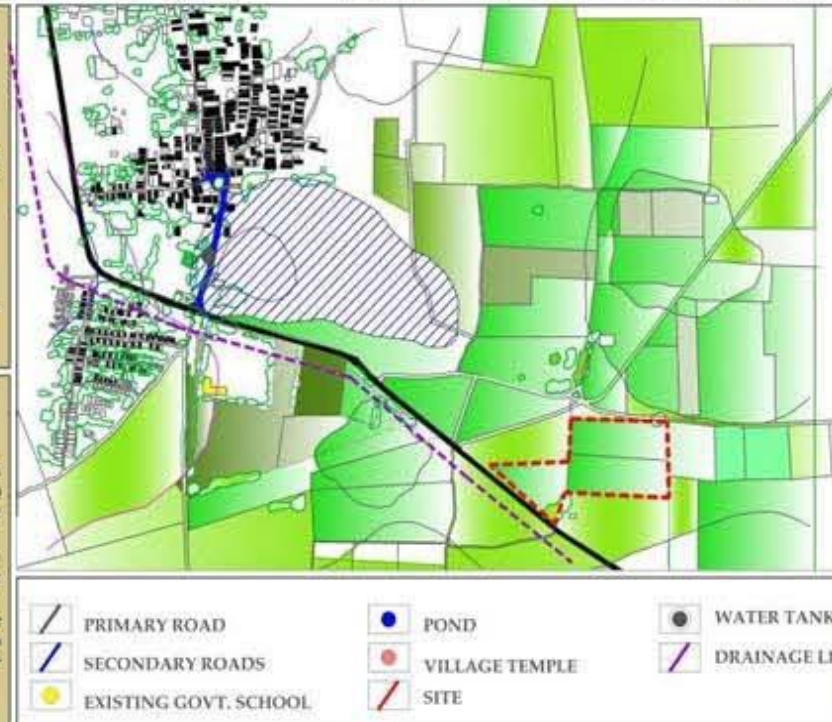 PRIMARY ROAD
SECONDARY ROADS
EXISTING GOVT. SCHOOL
POND
VILLAGE TEMPLE
SITE
WATER TANK
DRAINAGE LI